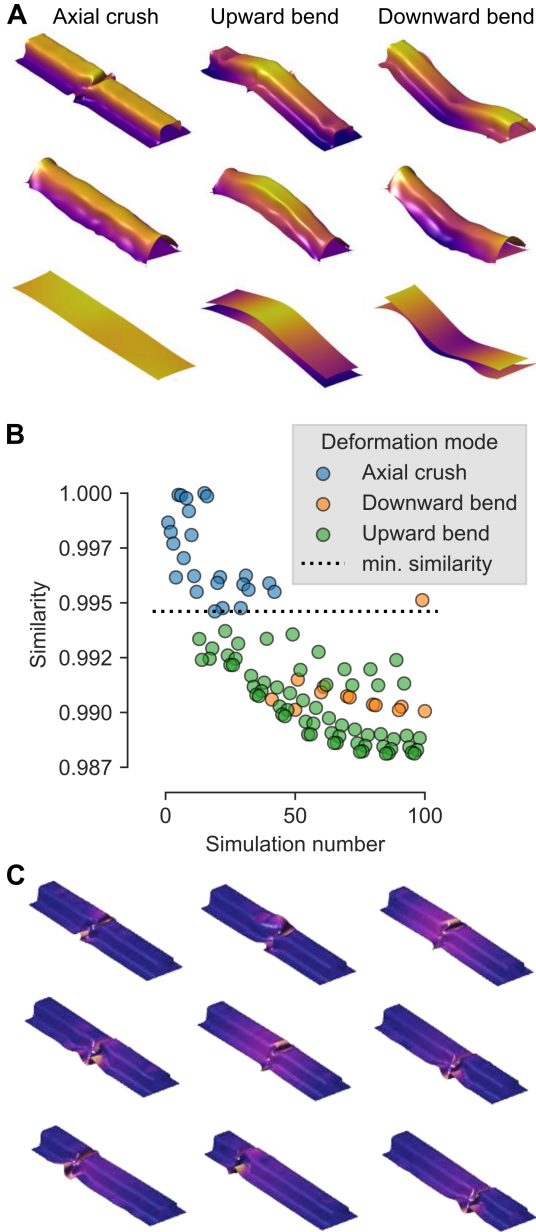 A
Axial crush
Upward bend
Downward bend
B
Deformation mode
Axial crush
Downward bend
Upward bend
min. similarity
1.000
0.997
0.995
0.992
0.990
0.987
Similarity
0
50
100
Simulation number
C